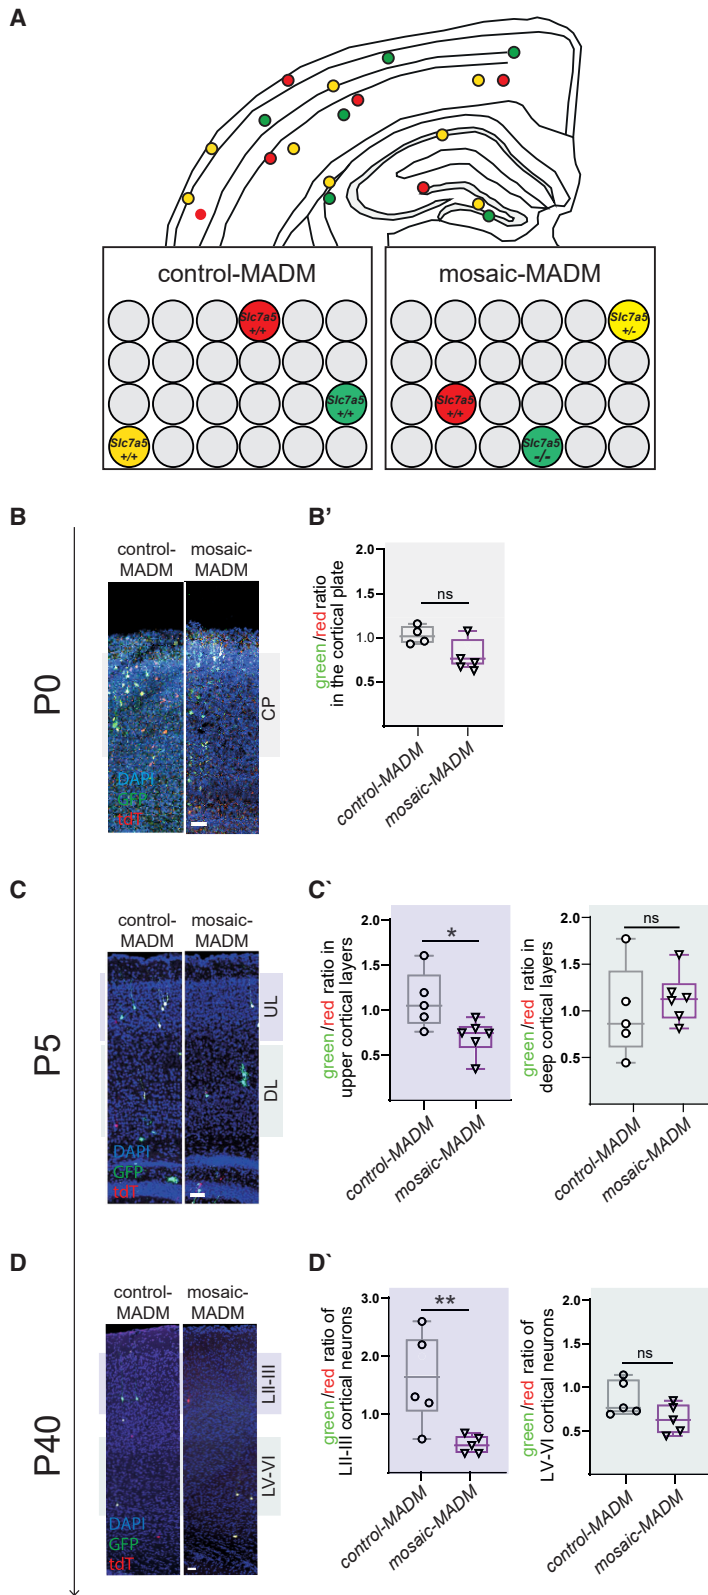 A
control-MADM
mosaic-MADM
Slc7a5
+/+
Slc7a5
+/-
Slc7a5
+/+
Slc7a5
+/+
Slc7a5
+/+
Slc7a5
-/-
B
control-
MADM
mosaic-
MADM
P0
CP
DAPI
GFP
tdT
B'
green/red ratio
in the cortical plate
2.0
1.5
1.0
0.5
ns
control-MADM
mosaic-MADM
C
control-
MADM
mosaic-
MADM
P5
UL
DL
DAPI
GFP
tdT
C`
green/red ratio in
upper cortical layers
2.0
1.5
1.0
0.5
*
control-MADM
mosaic-MADM
green/red ratio in
deep cortical layers
2.0
1.5
1.0
0.5
ns
control-MADM
mosaic-MADM
D
control-
MADM
mosaic-
MADM
P40
LII-III
LV-VI
DAPI
GFP
tdT
D`
green/red ratio of
LII-III cortical neurons
3.0
2.0
1.0
**
control-MADM
mosaic-MADM
green/red ratio of
LV-VI cortical neurons
2.0
1.5
1.0
0.5
ns
control-MADM
mosaic-MADM